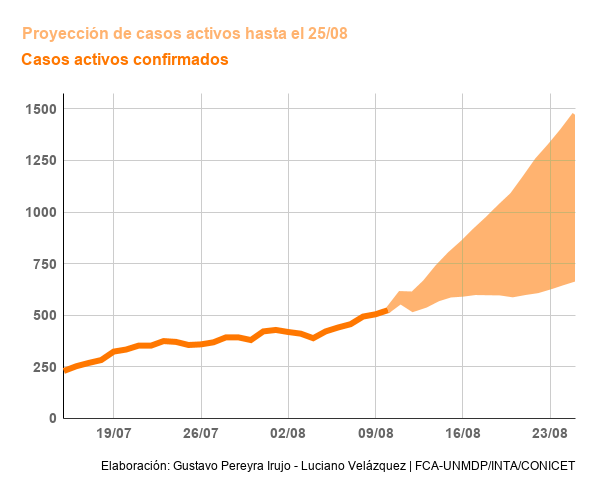 Proyección de casos activos hasta el 25/08
Casos activos confirmados
1500
1250
1000
750
500
250
0
19/07 26/07 02/08 09/08 16/08 23/08
Elaboración: Gustavo Pereyra Irujo - Luciano Velázquez | FCA-UNMDP/INTA/CONICET